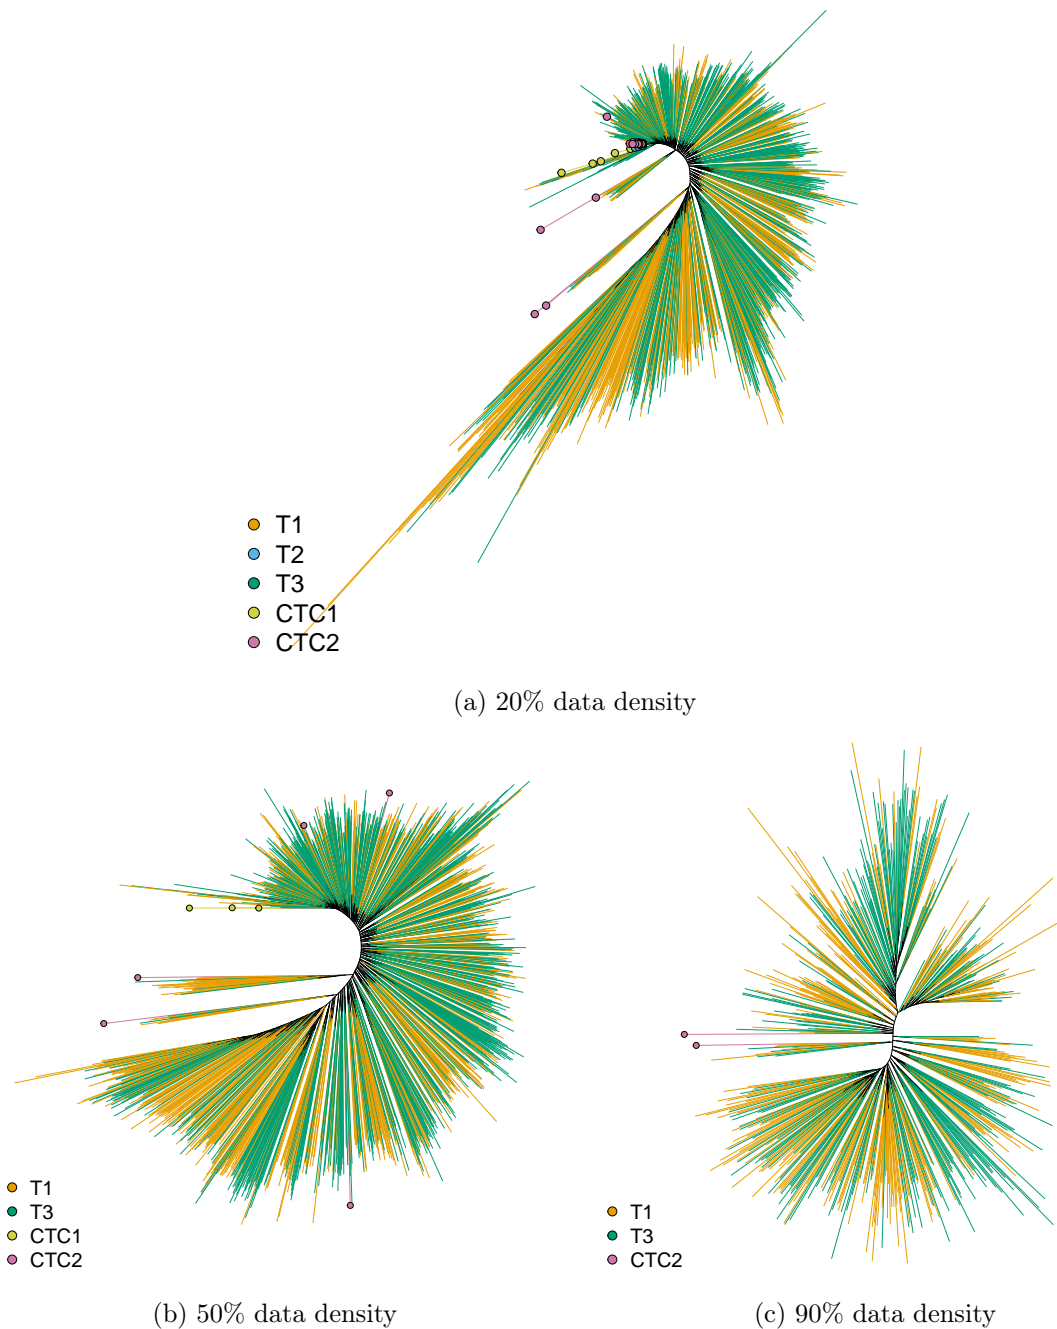 T1
T2
T3
CTC1
CTC2
(a) 20% data density
T1
T3
CTC1
CTC2
(b) 50% data density
T1
T3
CTC2
(c) 90% data density